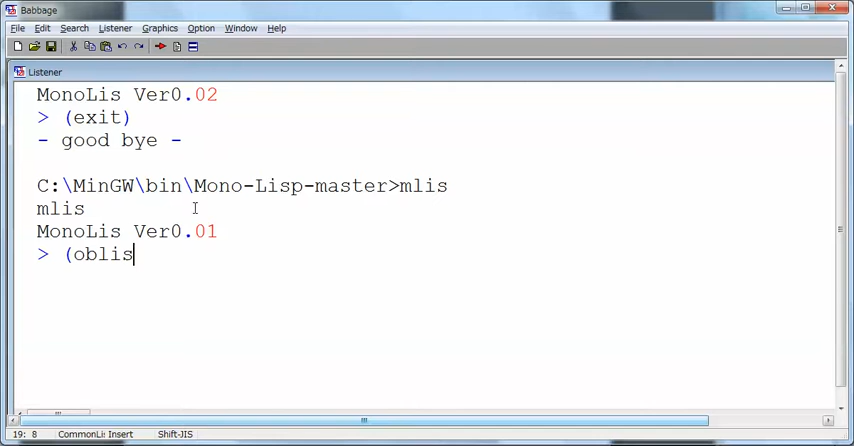 Babbage
File Edit Search Listener Graphics Option Window Help
Listener
MonoLis Ver0.02
> (exit)
- good bye -
C:\MinGW\bin\Mono-Lisp-master>mlis
mlis
MonoLis Ver0.01
> (oblis
19: 8 CommonLis Insert Shift-JIS